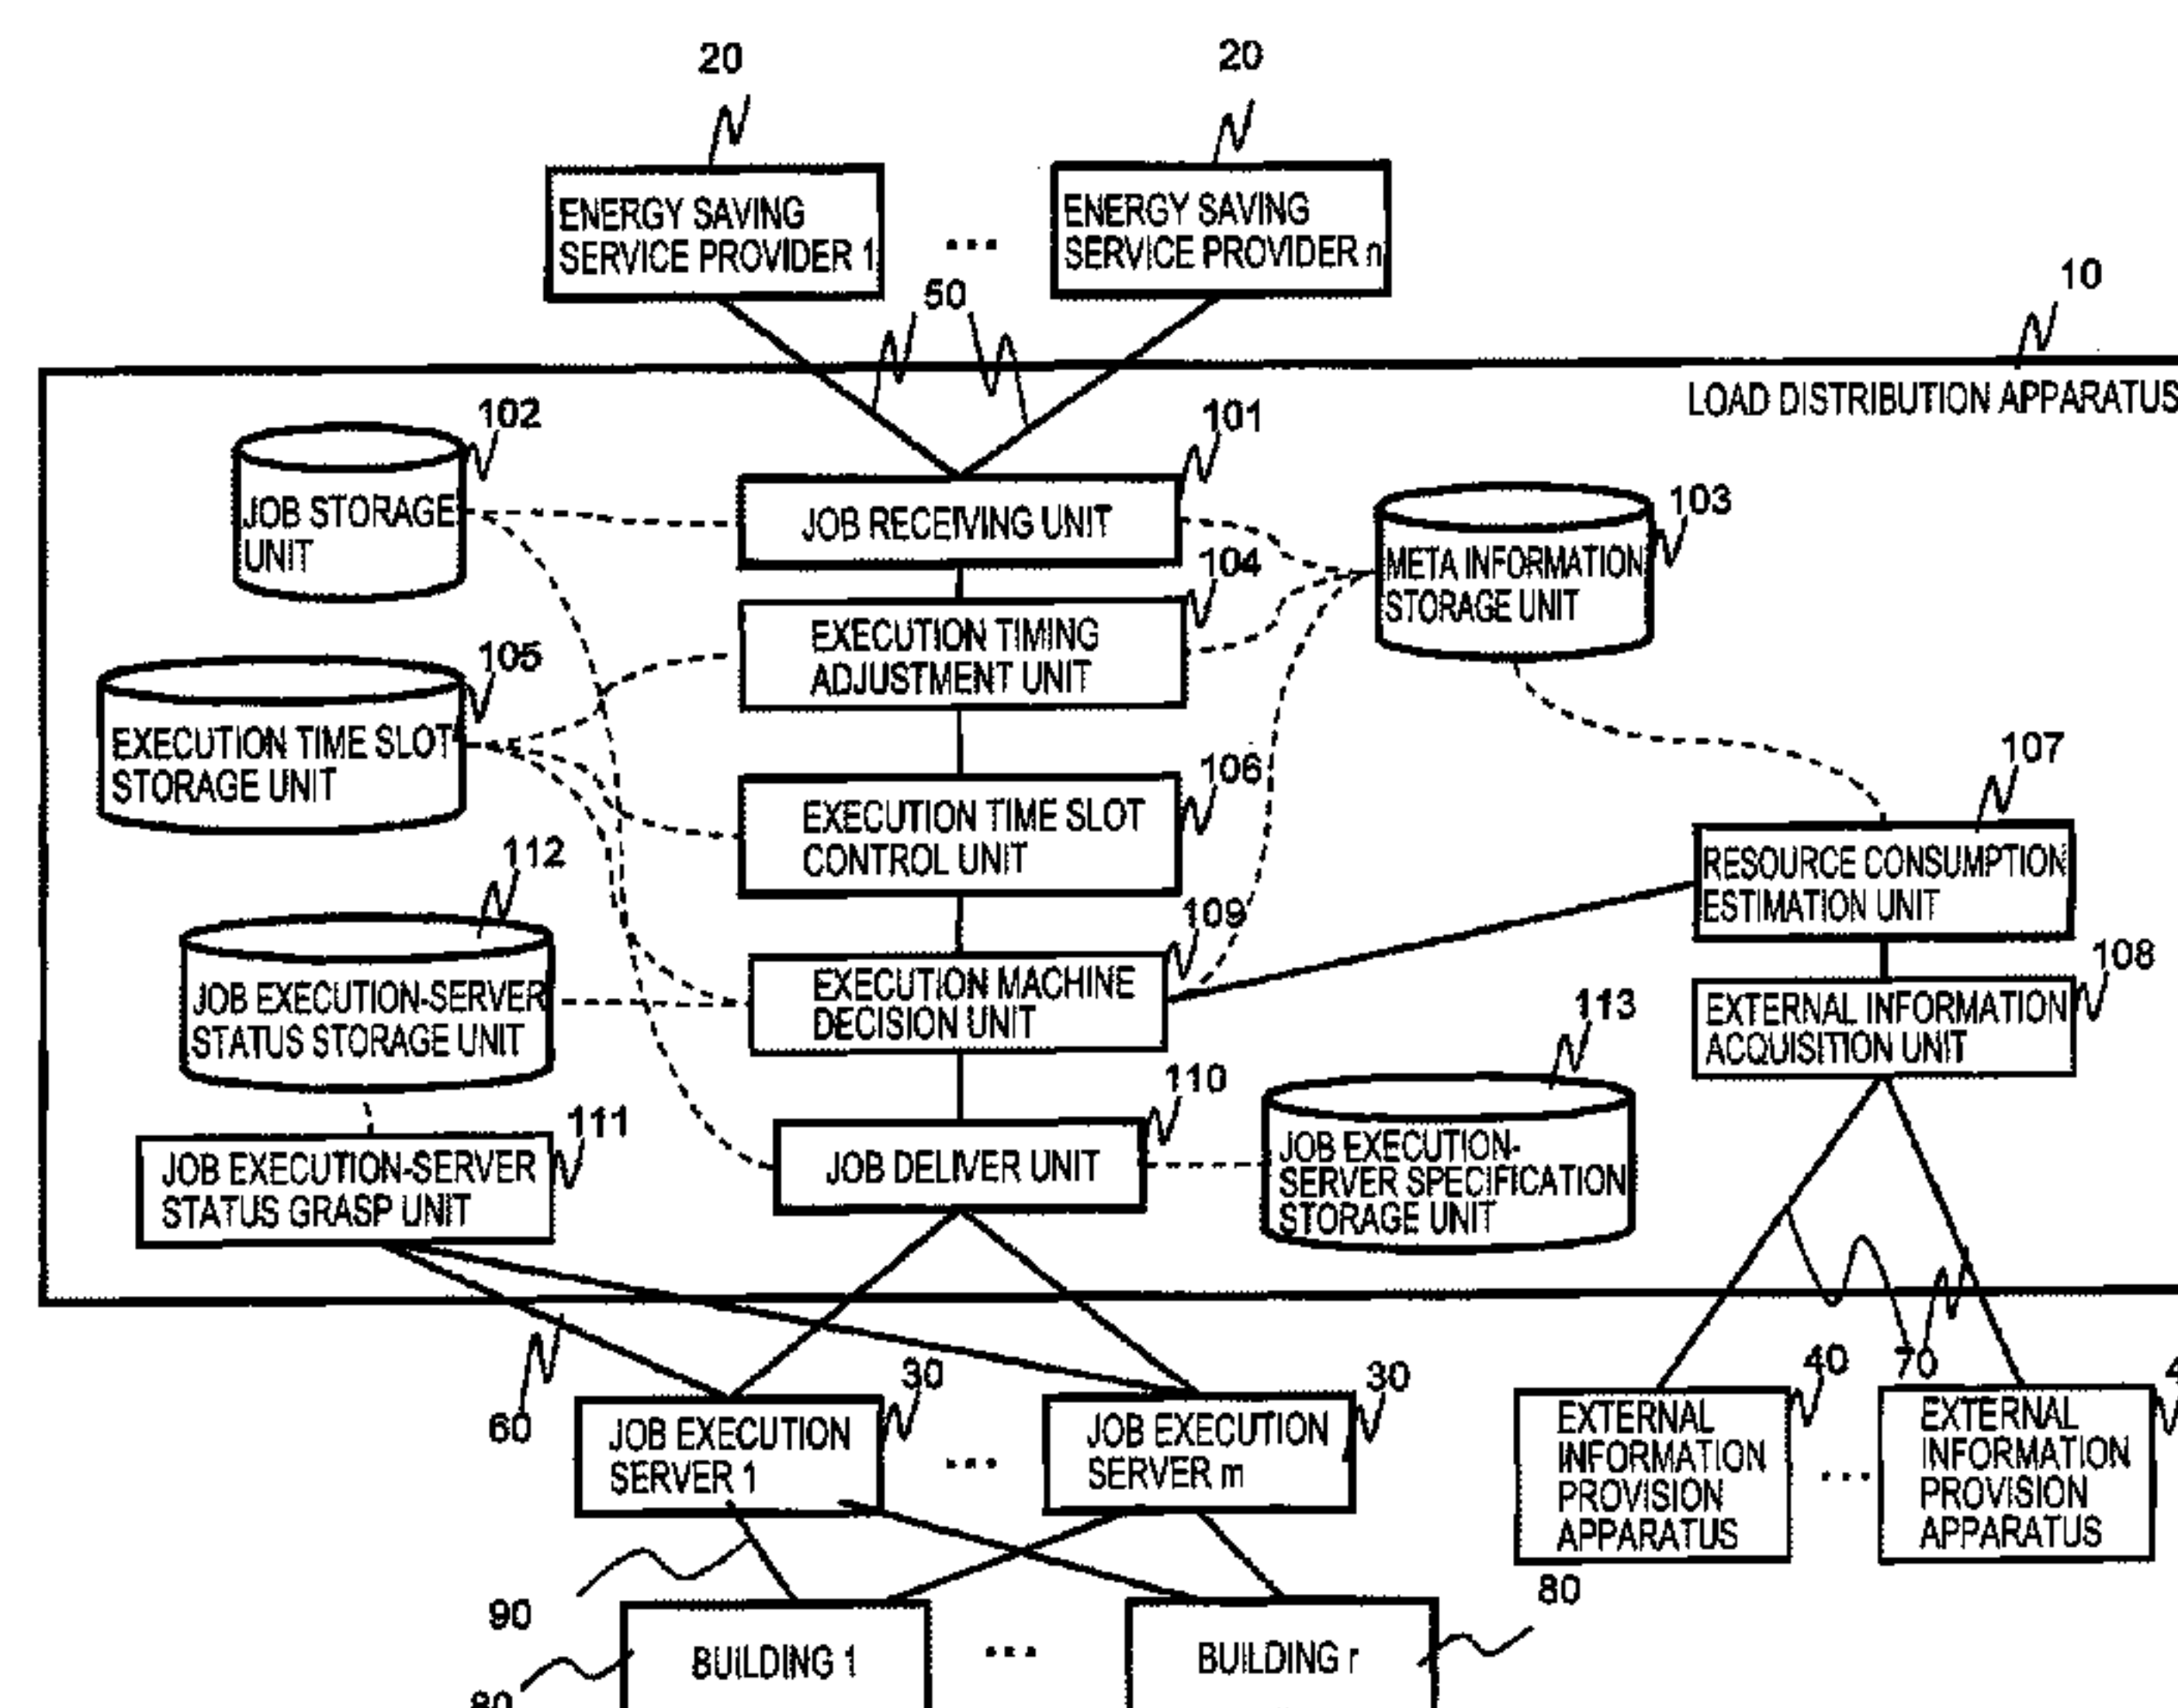 20
20
ENERGY SAVING
SERVICE PROVIDER 1
...
ENERGY SAVING
SERVICE PROVIDER n
50
10
LOAD DISTRIBUTION APPARATUS
102
JOB STORAGE
UNIT
101
JOB RECEIVING UNIT
103
META INFORMATION
STORAGE UNIT
104
EXECUTION TIMING
ADJUSTMENT UNIT
105
EXECUTION TIME SLOT
STORAGE UNIT
106
EXECUTION TIME SLOT
CONTROL UNIT
107
RESOURCE CONSUMPTION
ESTIMATION UNIT
112
JOB EXECUTION-SERVER
STATUS STORAGE UNIT
109
EXECUTION MACHINE
DECISION UNIT
108
EXTERNAL INFORMATION
ACQUISITION UNIT
113
JOB EXECUTION-
SERVER SPECIFICATION
STORAGE UNIT
111
JOB EXECUTION-SERVER
STATUS GRASP UNIT
110
JOB DELIVER UNIT
60
30
JOB EXECUTION
SERVER 1
...
30
JOB EXECUTION
SERVER m
40
70
EXTERNAL
INFORMATION
PROVISION
APPARATUS
...
EXTERNAL
INFORMATION
PROVISION
APPARATUS
90
80
BUILDING 1
...
BUILDING r
80